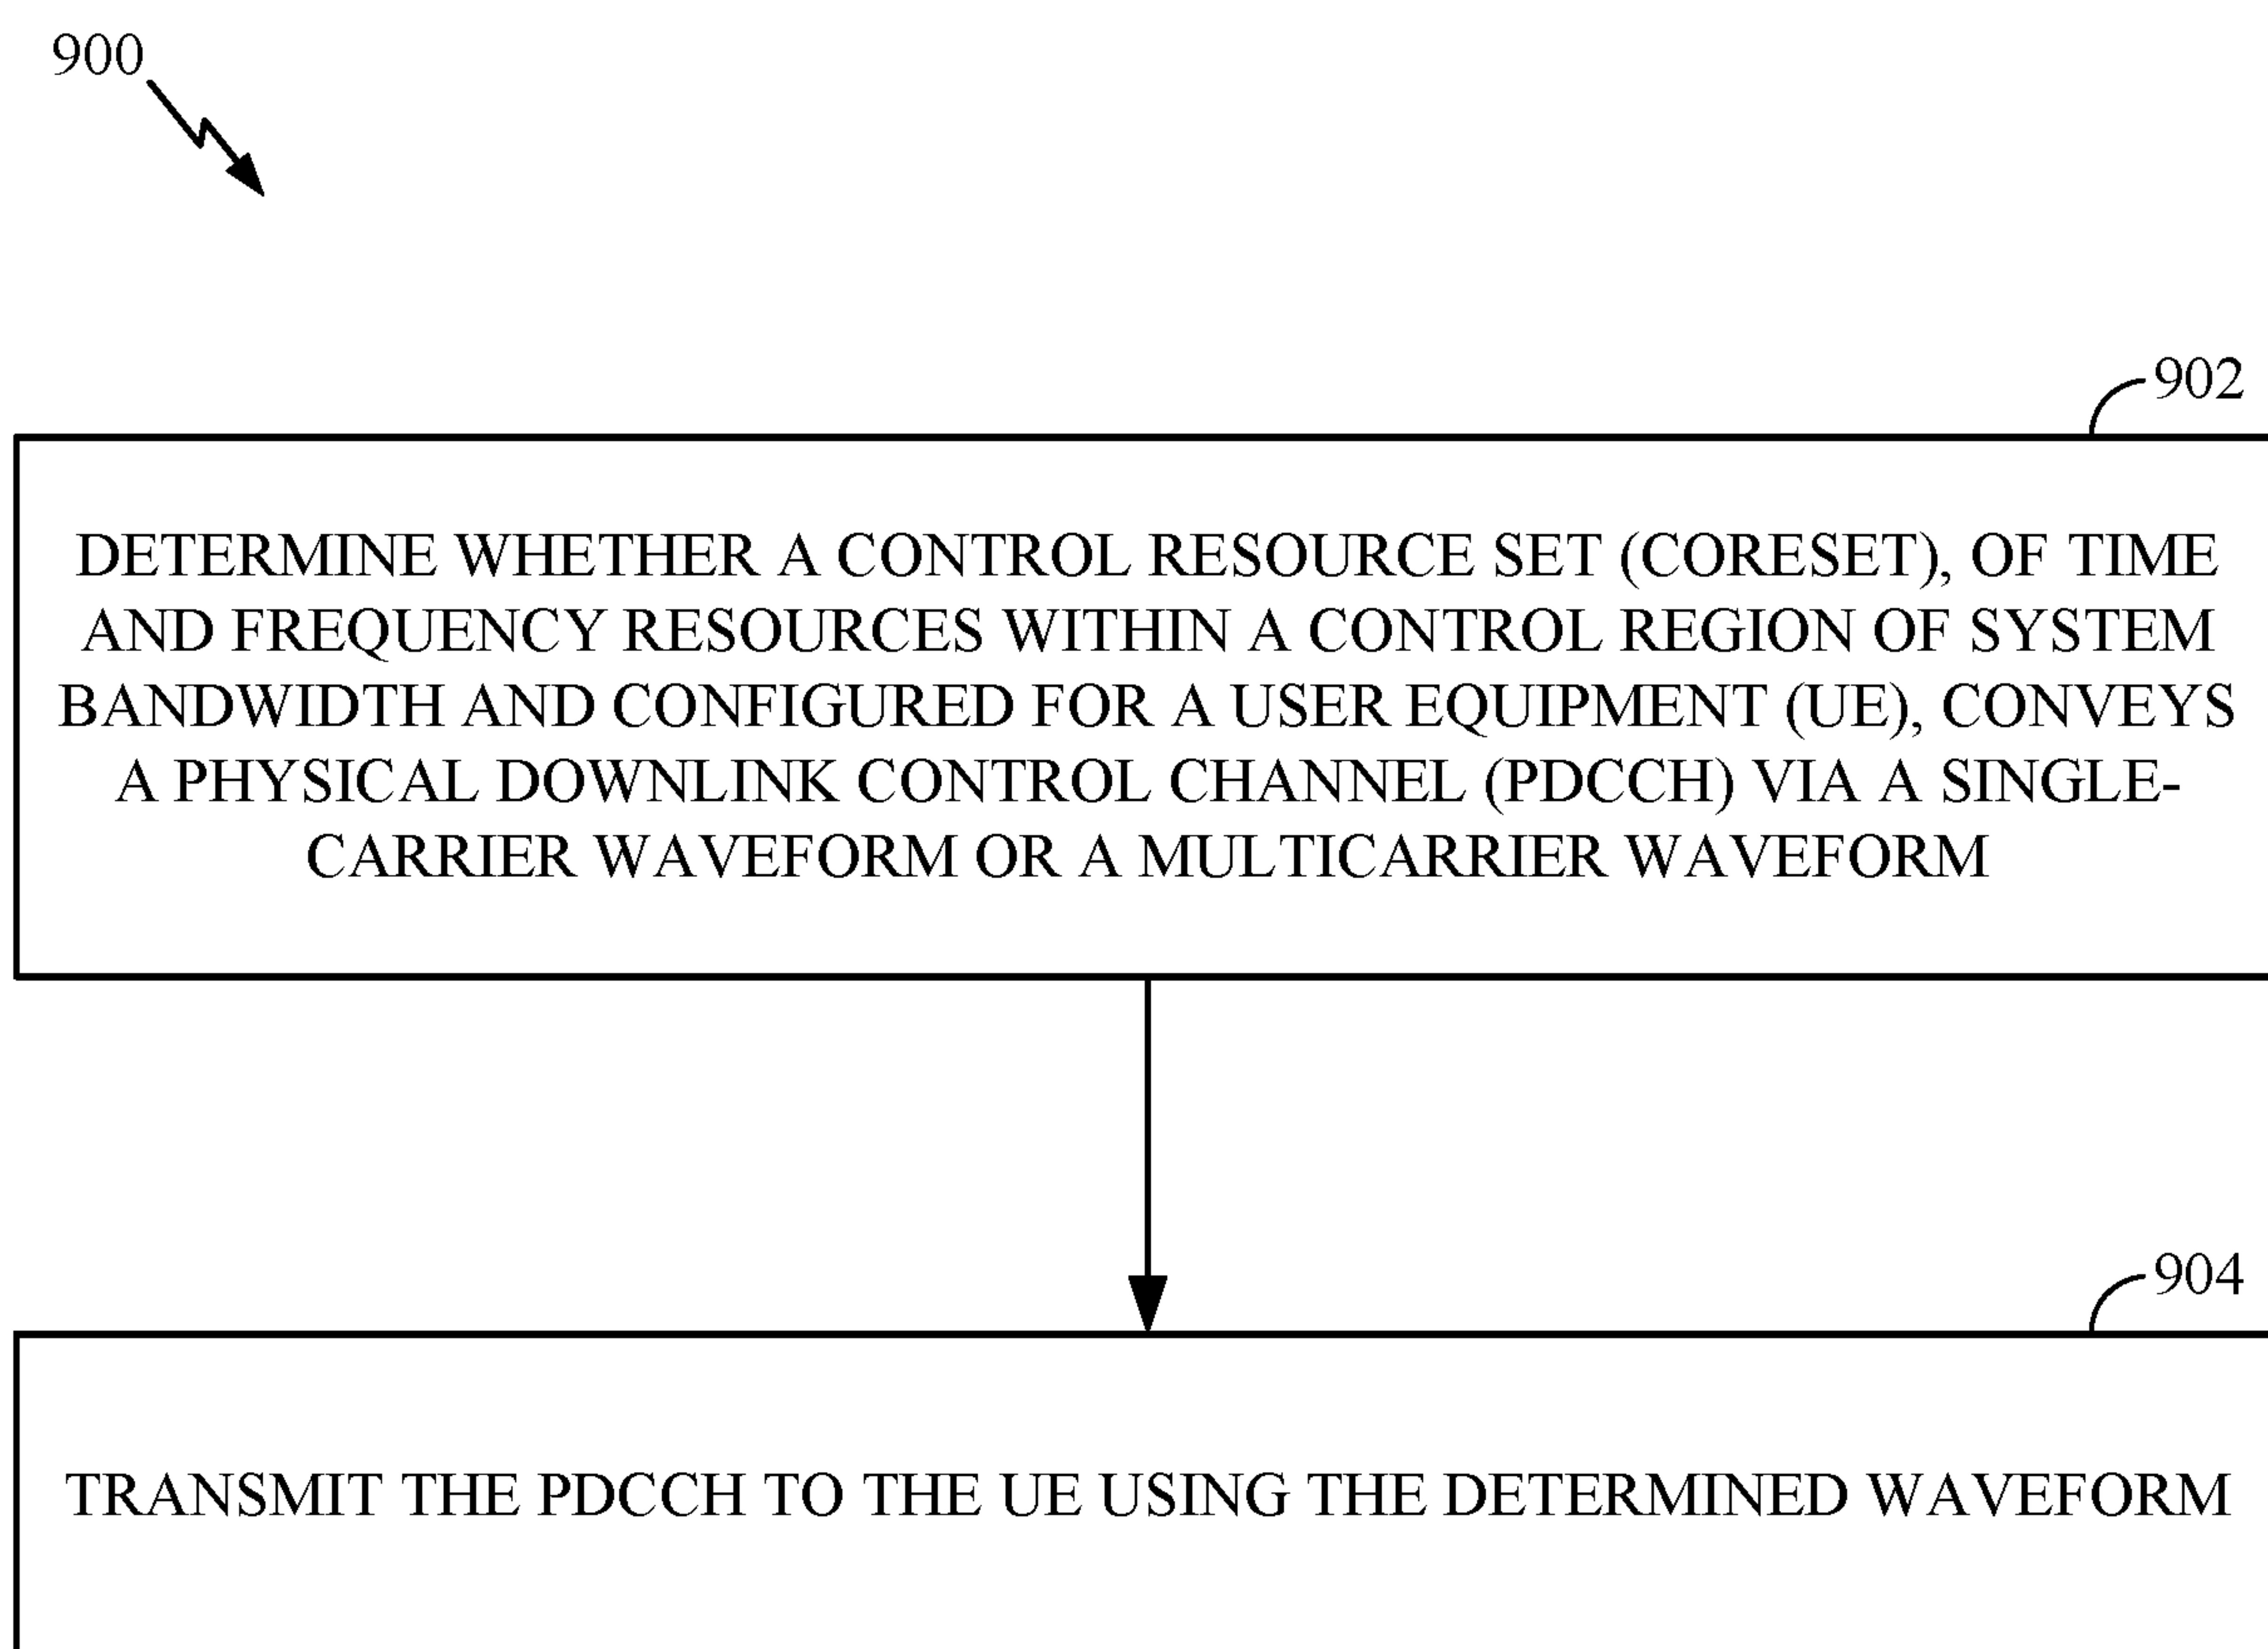 900
902
DETERMINE WHETHER A CONTROL RESOURCE SET (CORESET), OF TIME
AND FREQUENCY RESOURCES WITHIN A CONTROL REGION OF SYSTEM
BANDWIDTH AND CONFIGURED FOR A USER EQUIPMENT (UE), CONVEYS
A PHYSICAL DOWNLINK CONTROL CHANNEL (PDCCH) VIA A SINGLE-
CARRIER WAVEFORM OR A MULTICARRIER WAVEFORM
904
TRANSMIT THE PDCCH TO THE UE USING THE DETERMINED WAVEFORM